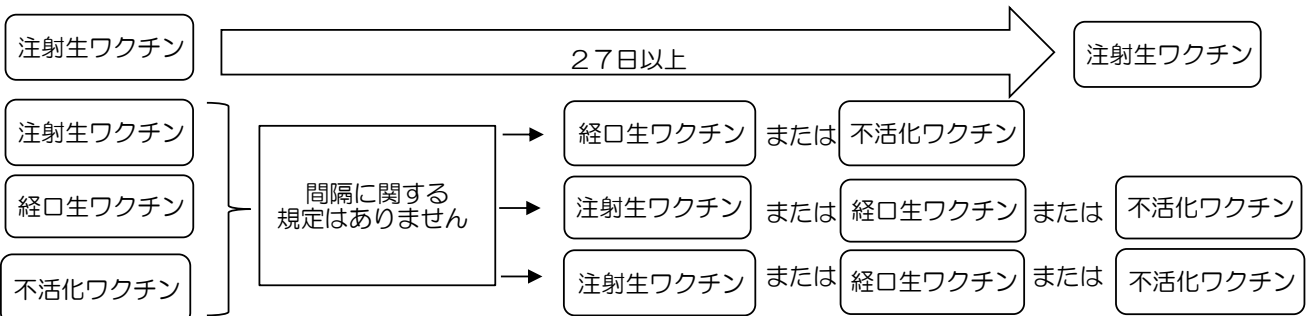 注射生ワクチン ２７日以上 注射生ワクチン
注射生ワクチン 経口生ワクチン または 不活化ワクチン
間隔に関する
規定はありません
経口生ワクチン 注射生ワクチン または 経口生ワクチン または 不活化ワクチン
不活化ワクチン 注射生ワクチン または 経口生ワクチン または 不活化ワクチン